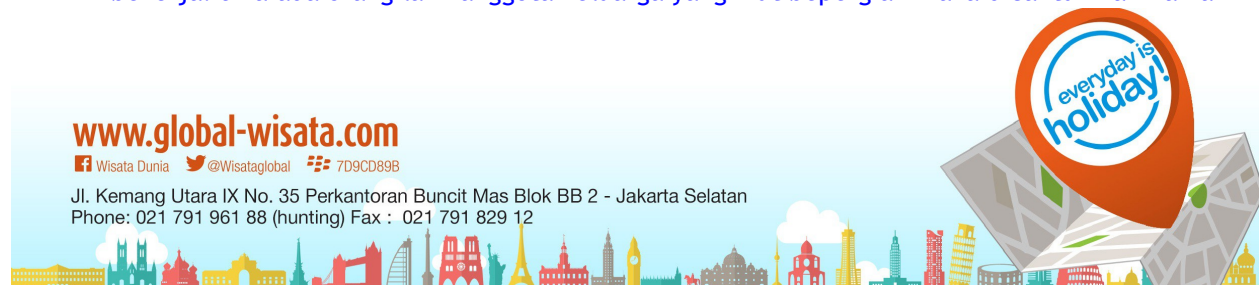 everyday is
holiday!
www.global-wisata.com
Wisata Dunia @Wisataglobal 7D9CD89B
Jl. Kemang Utara IX No. 35 Perkantoran Buncit Mas Blok BB 2 - Jakarta Selatan
Phone: 021 791 961 88 (hunting) Fax : 021 791 829 12